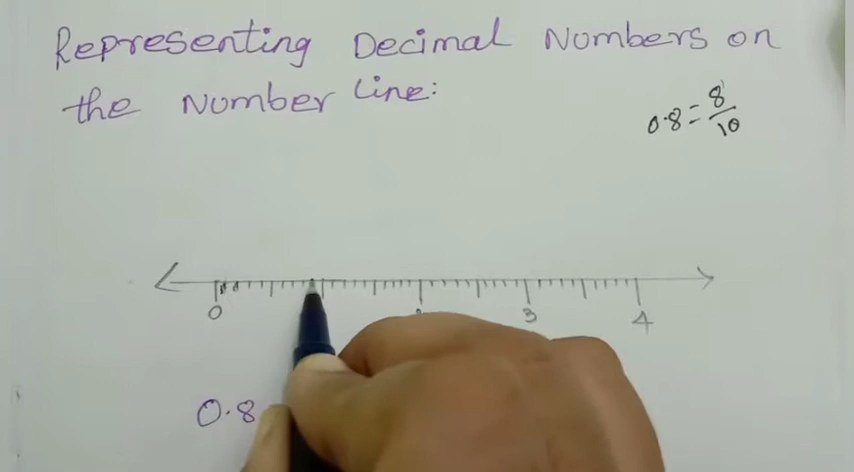 Representing Decimal Numbers on
the Number Line:
0.8 = 8/10
0 3 4
0.8